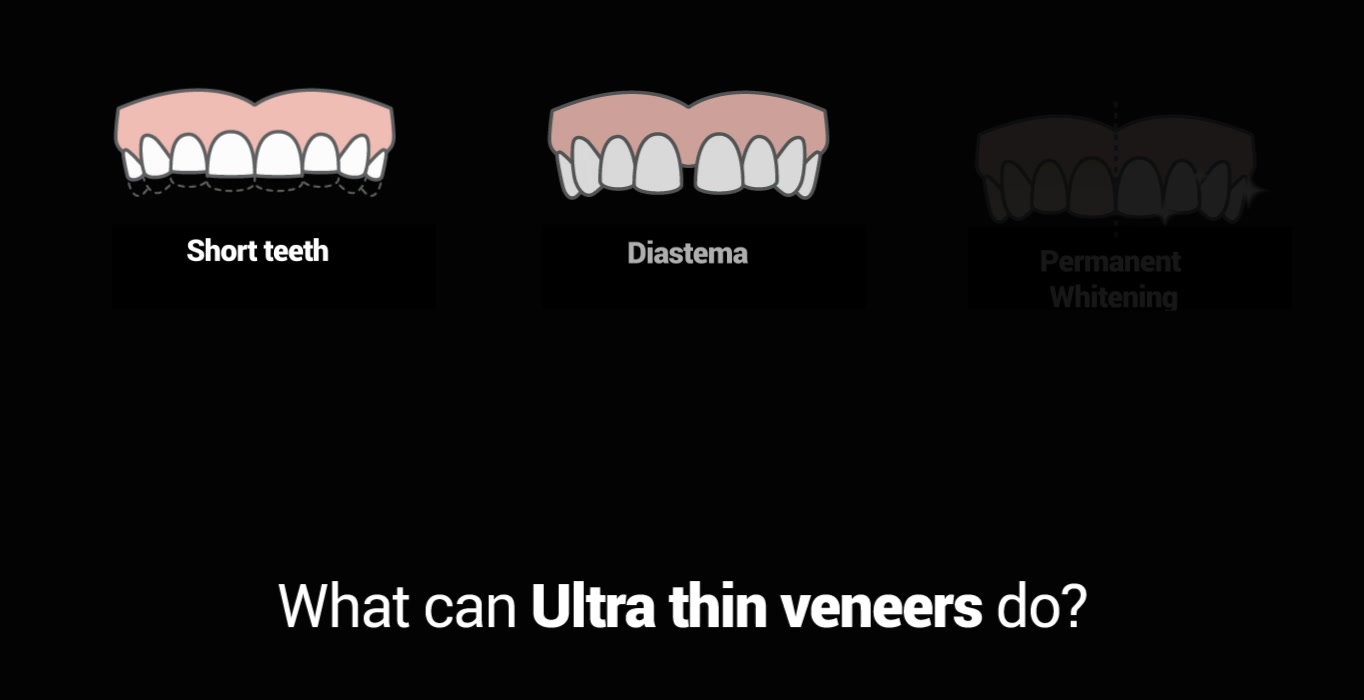 Short teeth
Diastema
Permanent
Whitening
What can Ultra thin veneers do?